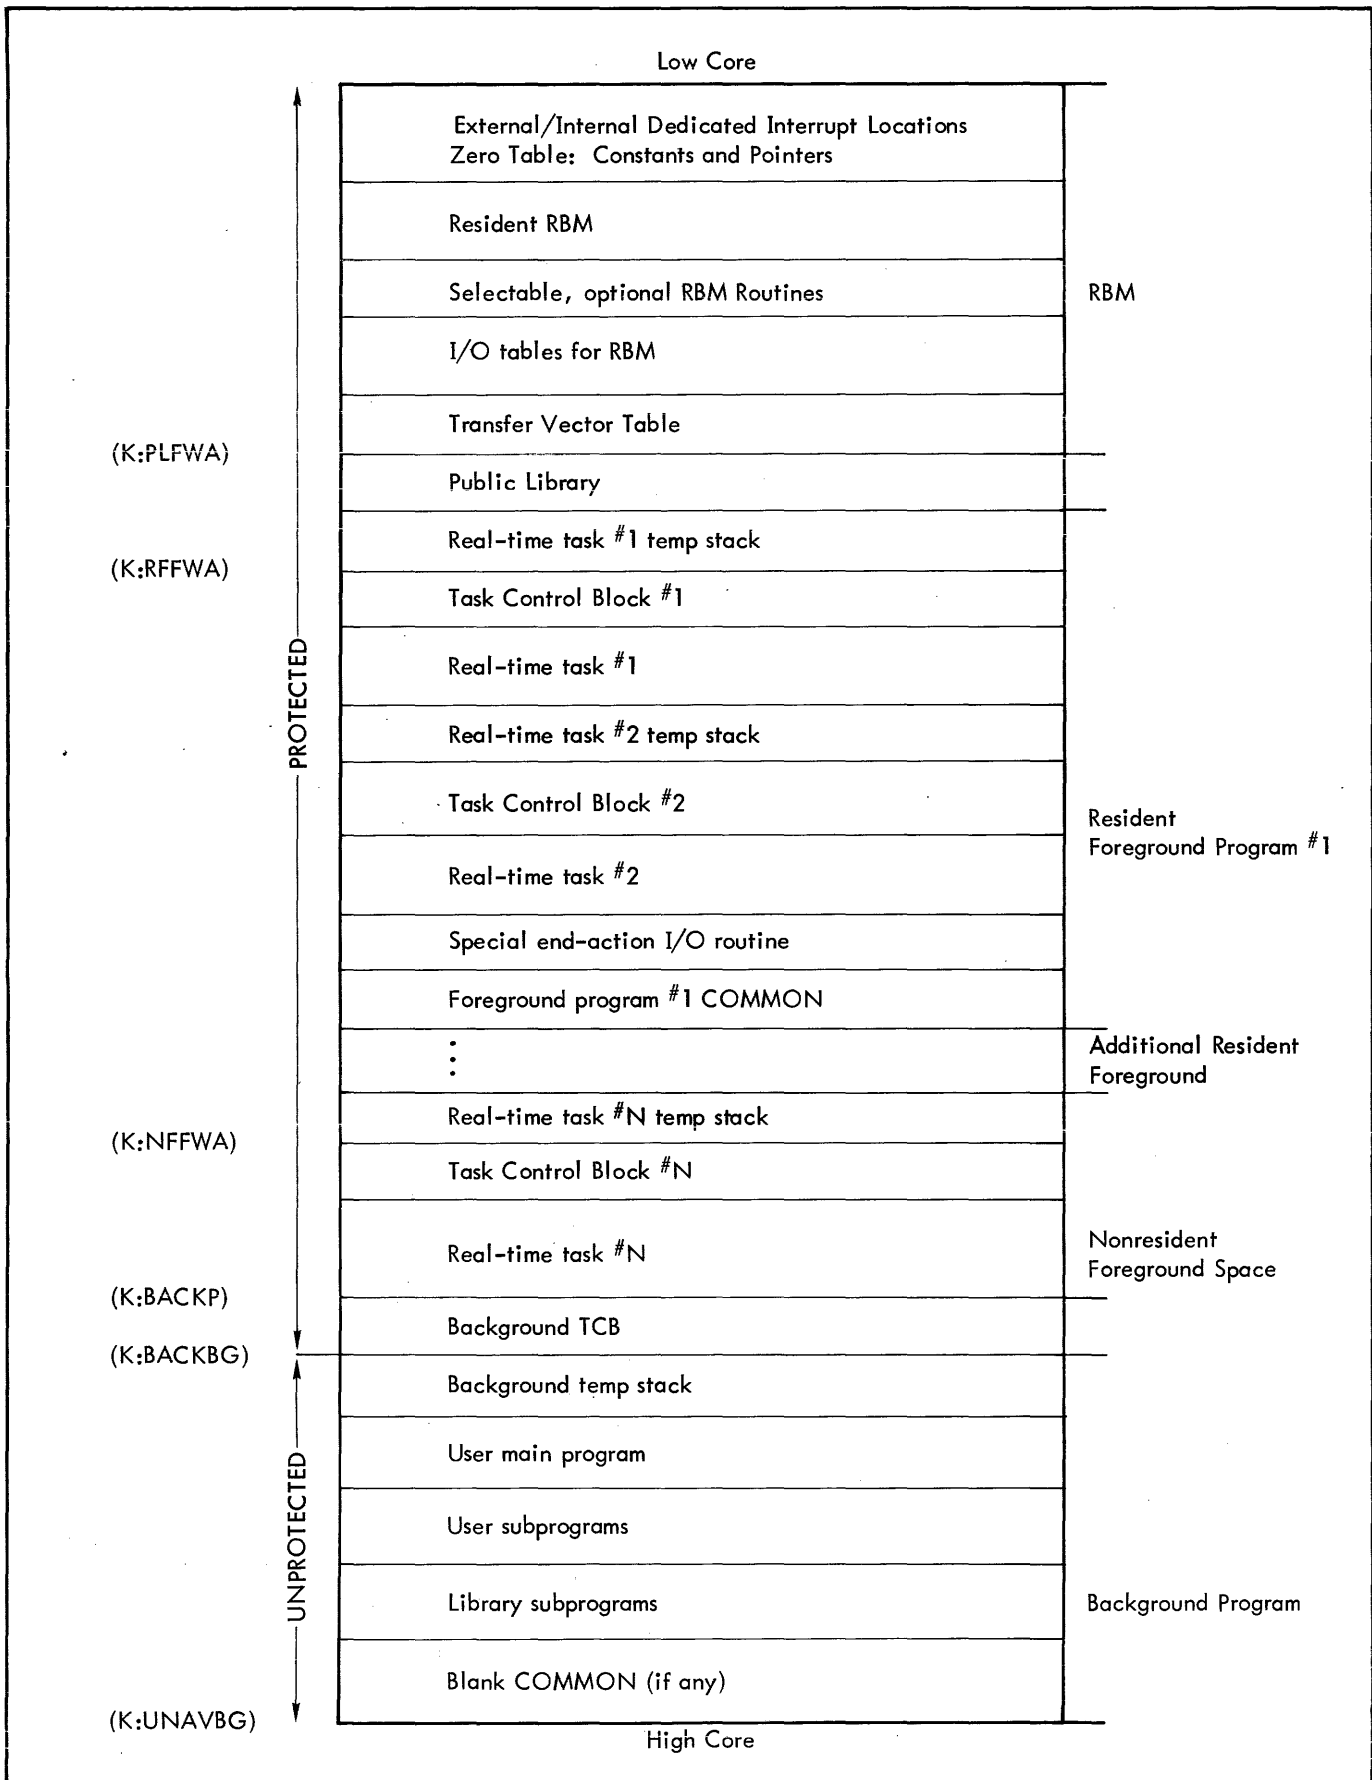 Low Core
External/Internal Dedicated Interrupt Locations
Zero Table: Constants and Pointers
Resident RBM
Selectable, optional RBM Routines
RBM
I/O tables for RBM
Transfer Vector Table
(K:PLFWA)
Public Library
Real-time task #1 temp stack
(K:RFFWA)
Task Control Block #1
Real-time task #1
PROTECTED
Real-time task #2 temp stack
Task Control Block #2
Resident
Foreground Program #1
Real-time task #2
Special end-action I/O routine
Foreground program #1 COMMON
Additional Resident
Foreground
Real-time task #N temp stack
(K:NFFWA)
Task Control Block #N
Real-time task #N
Nonresident
Foreground Space
(K:BACKP)
Background TCB
(K:BACKBG)
Background temp stack
User main program
User subprograms
UNPROTECTED
Library subprograms
Background Program
Blank COMMON (if any)
(K:UNAVBG)
High Core